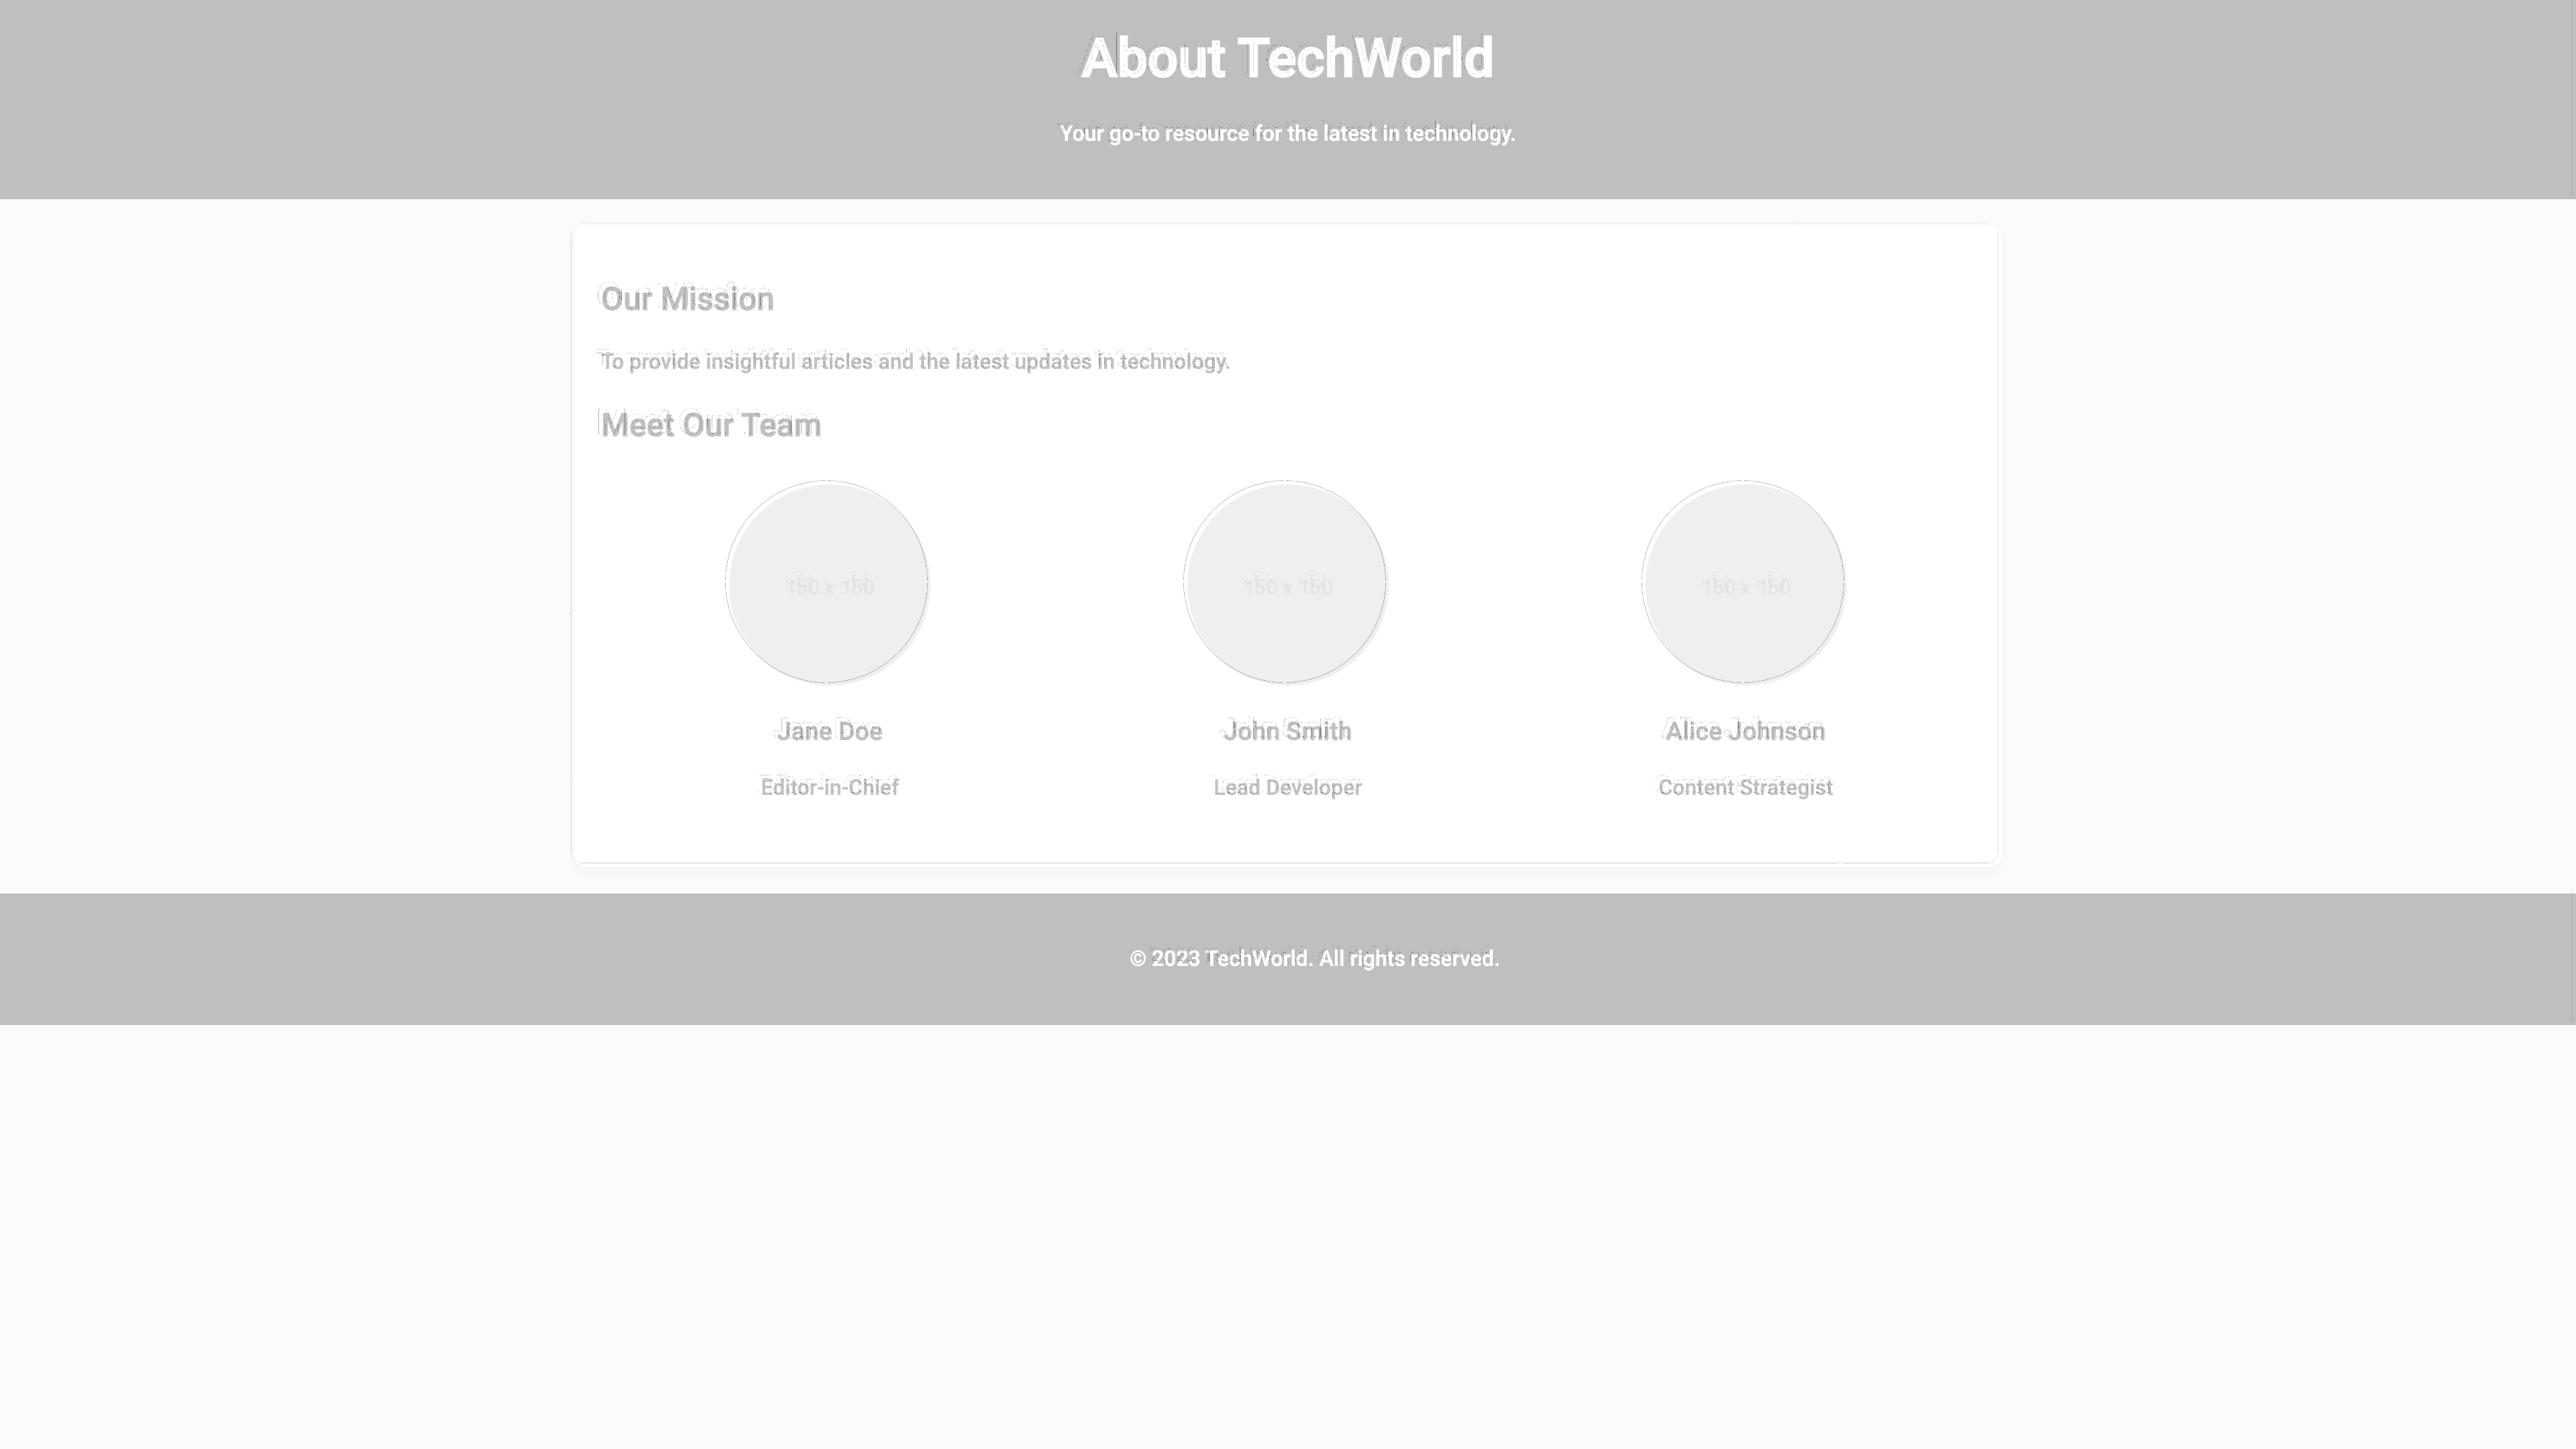 About TechWorld
Your go-to resource for the latest in technology.
Our Mission
To provide insightful articles and the latest updates in technology.
Meet Our Team
150 x 150
150 x 150
150 x 150
Jane Doe
John Smith
Alice Johnson
Editor-in-Chief
Lead Developer
Content Strategist
© 2023 TechWorld. All rights reserved.